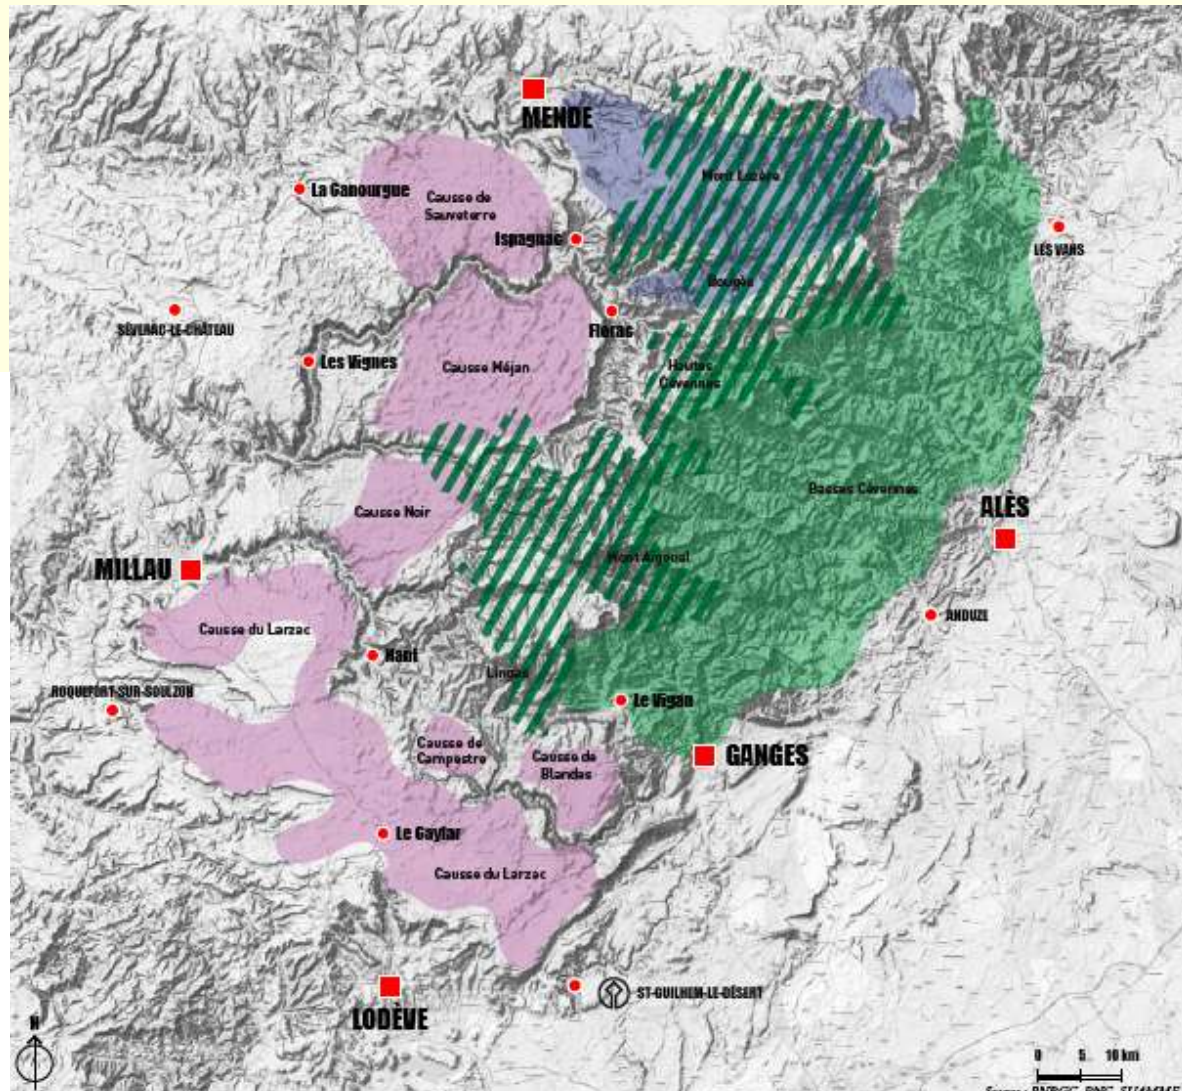 MENDE
La Canourgue
Causse de
Sauveterre
Mont Lozère
Ispagnac
LES VANS
Bougès
SÉVERAC-LE-CHÂTEAU
Florac
Les Vignes
Causse Méjan
Hautes
Cévennes
Basses Cévennes
ALÈS
Causse Noir
Mont Aigoual
MILLAU
ANDUZE
Causse du Larzac
Nant
Lingas
ROQUEFORT-SUR-SOULZON
Le Vigan
Causse de
Campestre
Causse de
Blandas
GANGES
Le Caylar
Causse du Larzac
ST-GUILHEM-LE-DÉSERT
LODÈVE
N
0 5 10 km